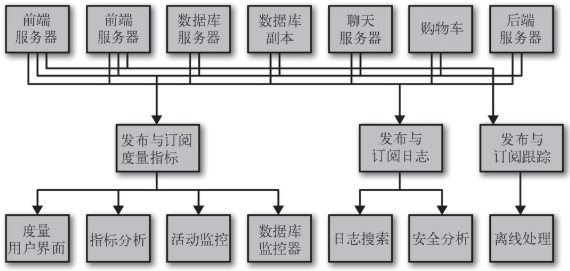 前端
服务器
前端
服务器
数据库
服务器
数据库
副本
聊天
服务器
购物车
后端
服务器
发布与订阅
度量指标
发布与
订阅日志
发布与
订阅跟踪
度量
用户界面
指标分析
活动监控
数据库
监控器
日志搜索
安全分析
离线处理